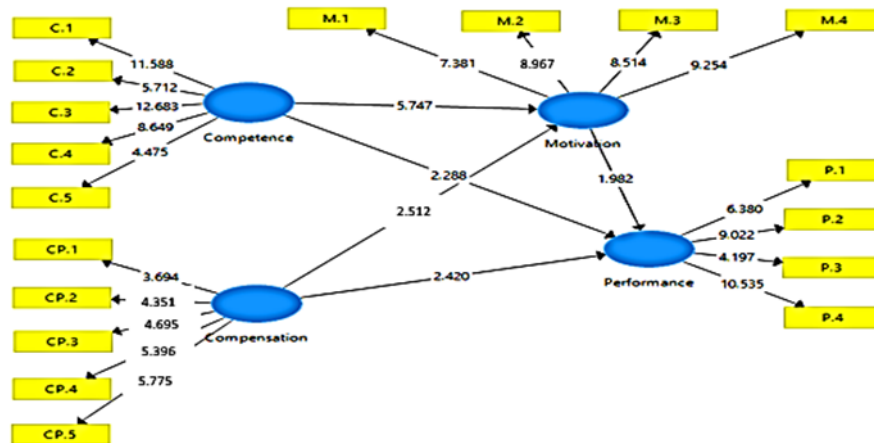 C.1
C.2
C.3
C.4
C.5
11.588
5.712
12.683
8.649
4.475
Competence
M.1
M.2
M.3
M.4
7.381
8.967
8.514
9.254
Motivation
5.747
2.288
1.982
2.512
2.420
CP.1
CP.2
CP.3
CP.4
CP.5
3.694
4.351
4.695
5.396
5.775
Compensation
P.1
P.2
P.3
P.4
6.380
9.022
4.197
10.535
Performance